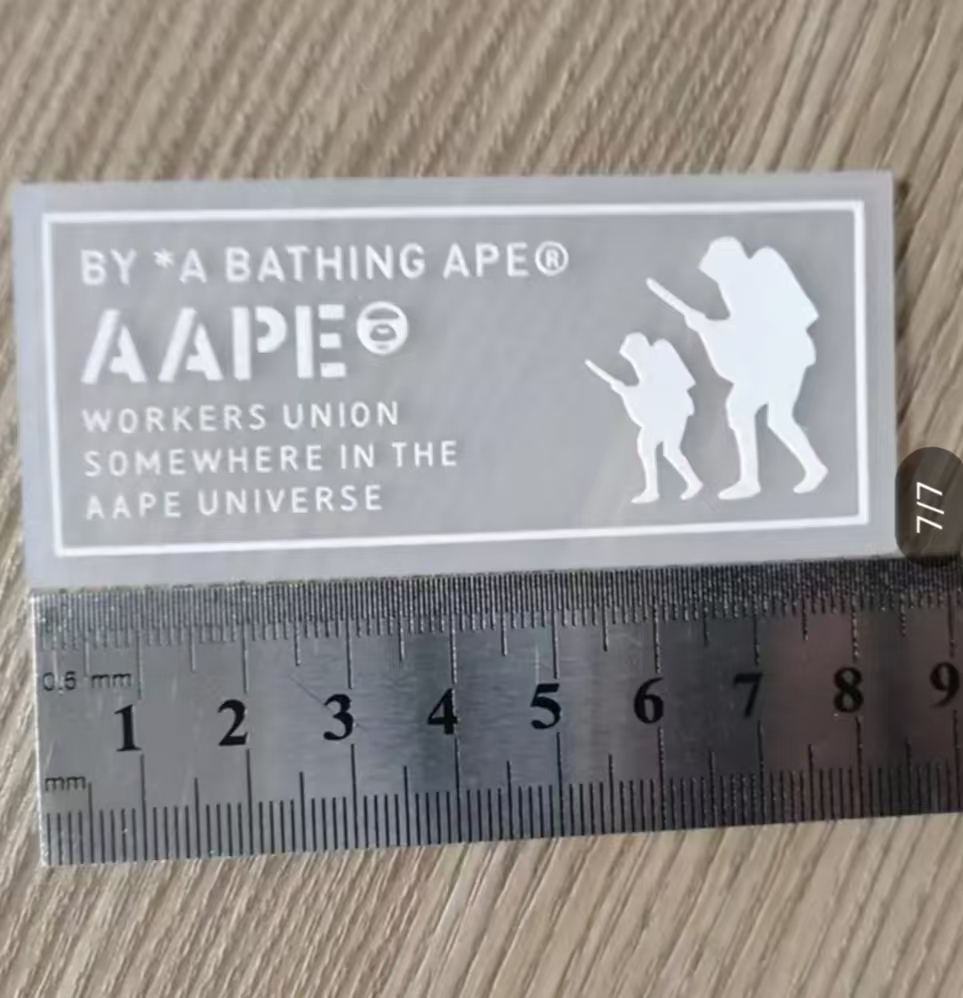 BY *A BATHING APE®
AAPE
WORKERS UNION
SOMEWHERE IN THE
AAPE UNIVERSE
7/7
0.5 mm
1 2 3 4 5 6 7 8 9
mm